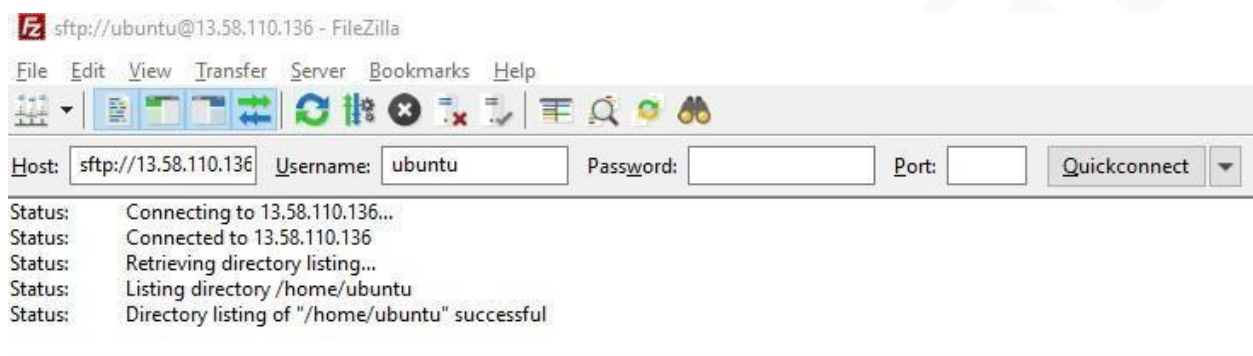 Fz sftp://ubuntu@13.58.110.136 - FileZilla
File Edit View Transfer Server Bookmarks Help
Host: sftp://13.58.110.136 Username: ubuntu Password: Port: Quickconnect
Status: Connecting to 13.58.110.136...
Status: Connected to 13.58.110.136
Status: Retrieving directory listing...
Status: Listing directory /home/ubuntu
Status: Directory listing of "/home/ubuntu" successful